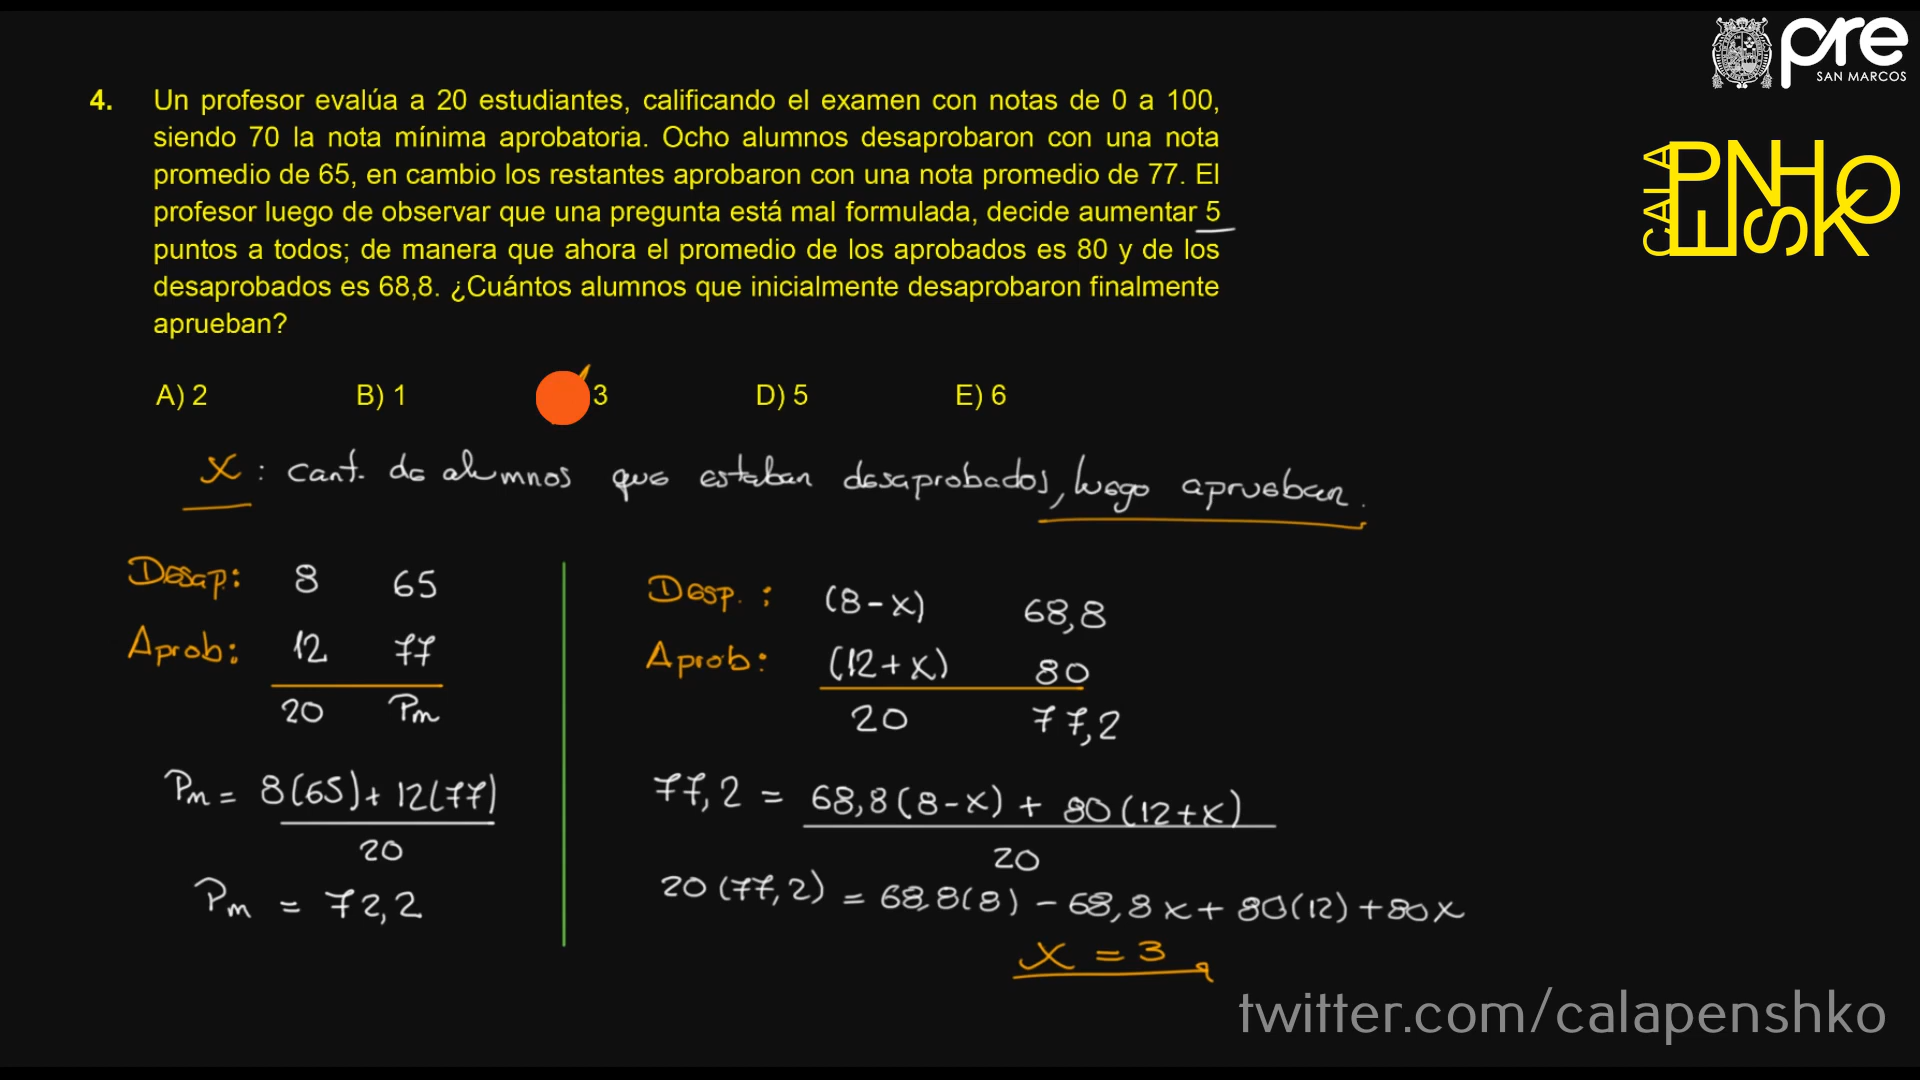 pre
SAN MARCOS
CALA
PENSHKO
4. Un profesor evalúa a 20 estudiantes, calificando el examen con notas de 0 a 100,
siendo 70 la nota mínima aprobatoria. Ocho alumnos desaprobaron con una nota
promedio de 65, en cambio los restantes aprobaron con una nota promedio de 77. El
profesor luego de observar que una pregunta está mal formulada, decide aumentar 5
puntos a todos; de manera que ahora el promedio de los aprobados es 80 y de los
desaprobados es 68,8. ¿Cuántos alumnos que inicialmente desaprobaron finalmente
aprueban?
A) 2 B) 1 3 D) 5 E) 6
x : cant. de alumnos que estaban desaprobados, luego aprueban.
Desap: 8 65
Aprob: 12 77
20 Pm
Pm = 8(65) + 12(77)
20
Pm = 72,2
Desp. : (8-x) 68,8
Aprob: (12+x) 80
20 77,2
77,2 = 68,8(8-x) + 80(12+x)
20
20(77,2) = 68,8(8) - 68,8x + 80(12) + 80x
x = 3
twitter.com/calapenshko